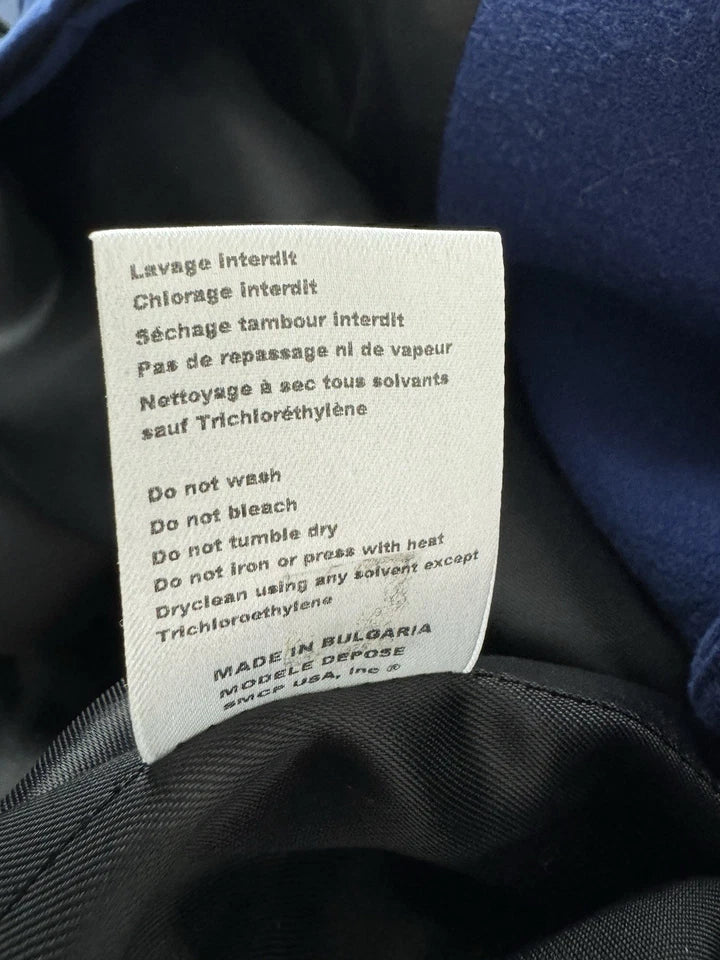 Lavage interdit
Chlorage interdit
Séchage tambour interdit
Pas de repassage ni de vapeur
Nettoyage à sec tous solvants
sauf Trichloréthylène
Do not wash
Do not bleach
Do not tumble dry
Do not iron or press with heat
Dryclean using any solvent except
Trichloroethylene
MADE IN BULGARIA
MODELE DEPOSE
SMCP USA, Inc ®